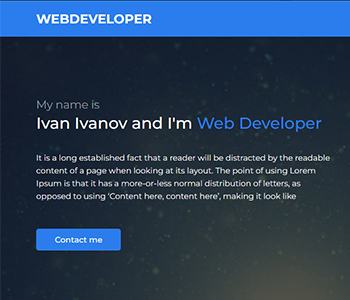 WEBDEVELOPER
My name is
Ivan Ivanov and I'm Web Developer
It is a long established fact that a reader will be distracted by the readable
content of a page when looking at its layout. The point of using Lorem
Ipsum is that it has a more-or-less normal distribution of letters, as
opposed to using 'Content here, content here', making it look like
Contact me